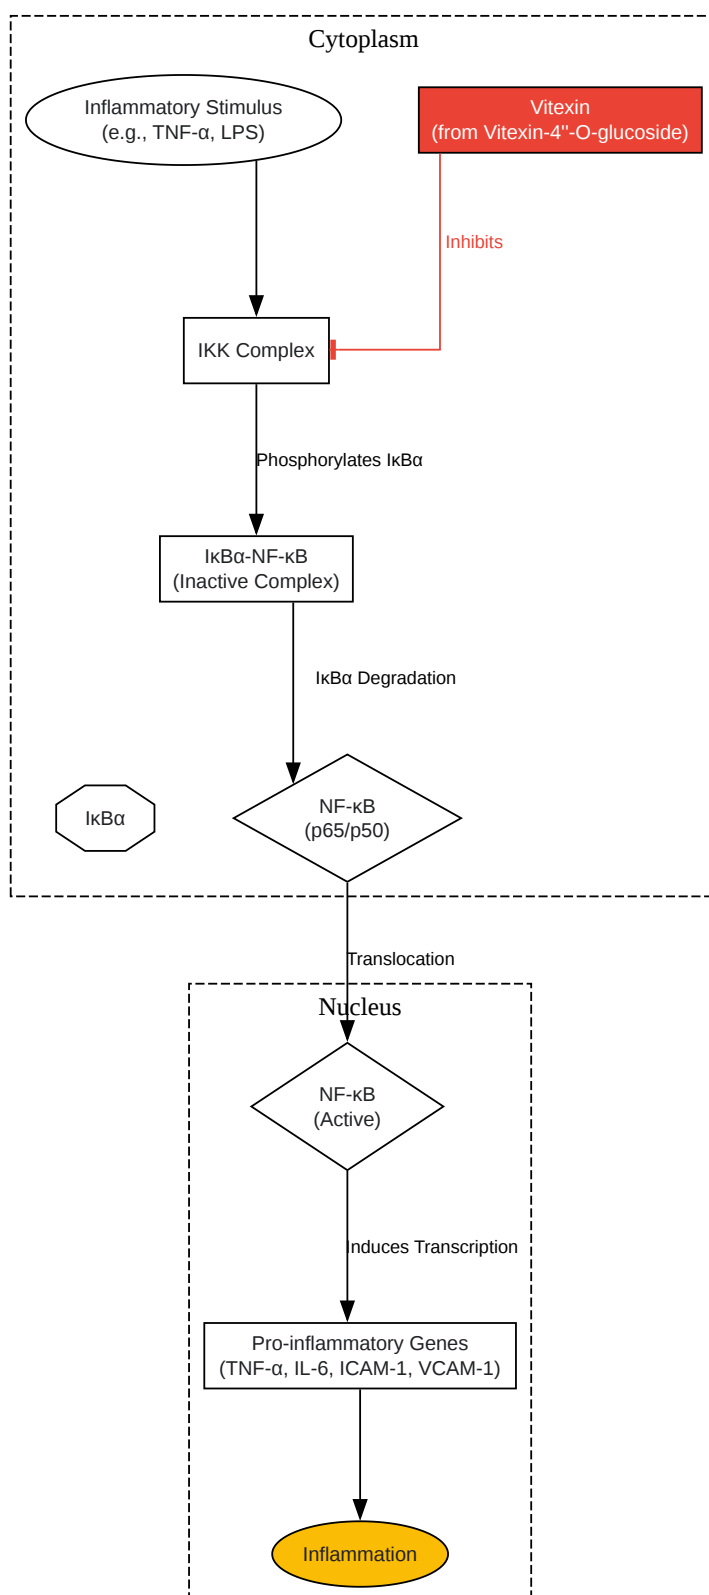 Cytoplasm
Inflammatory Stimulus
(e.g., TNF-α, LPS)
Vitexin
(from Vitexin-4''-O-glucoside)
Inhibits
IKK Complex
Phosphorylates IκBα
IκBα-NF-κB
(Inactive Complex)
IκBα Degradation
IκBα
NF-κB
(p65/p50)
Translocation
Nucleus
NF-κB
(Active)
Induces Transcription
Pro-inflammatory Genes
(TNF-α, IL-6, ICAM-1, VCAM-1)
Inflammation